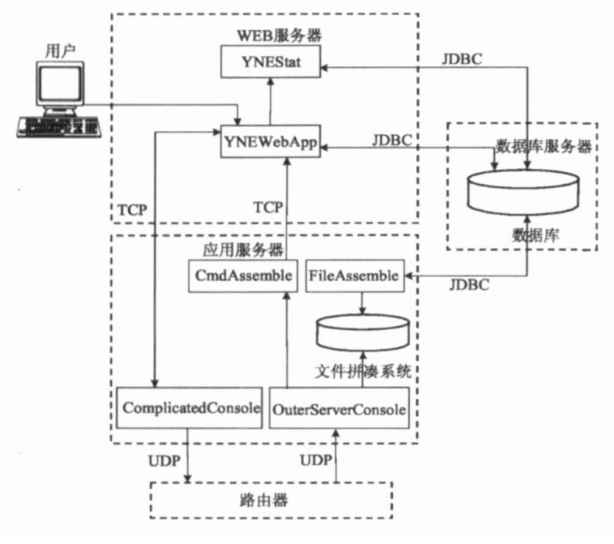 用户
WEB服务器
YNEStat
JDBC
YNEWebApp
JDBC
数据库服务器
数据库
TCP
TCP
应用服务器
CmdAssemble
FileAssemble
JDBC
文件拼凑系统
ComplicatedConsole
OuterServerConsole
UDP
UDP
路由器